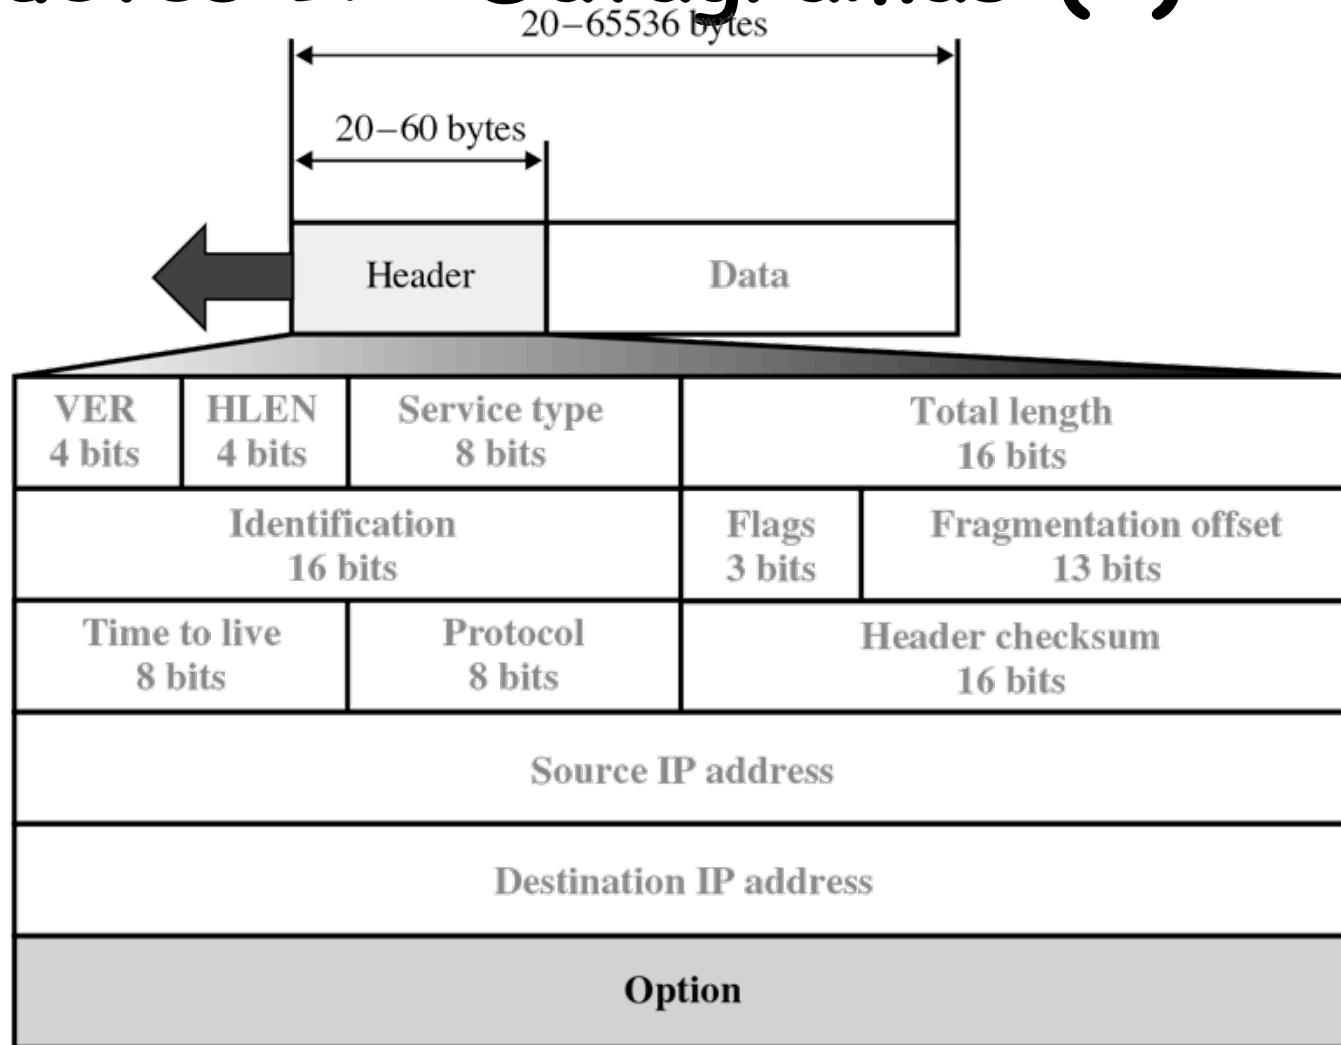 20–65536 bytes
20–60 bytes
Header
Data
VER
4 bits
HLEN
4 bits
Service type
8 bits
Total length
16 bits
Identification
16 bits
Flags
3 bits
Fragmentation offset
13 bits
Time to live
8 bits
Protocol
8 bits
Header checksum
16 bits
Source IP address
Destination IP address
Option